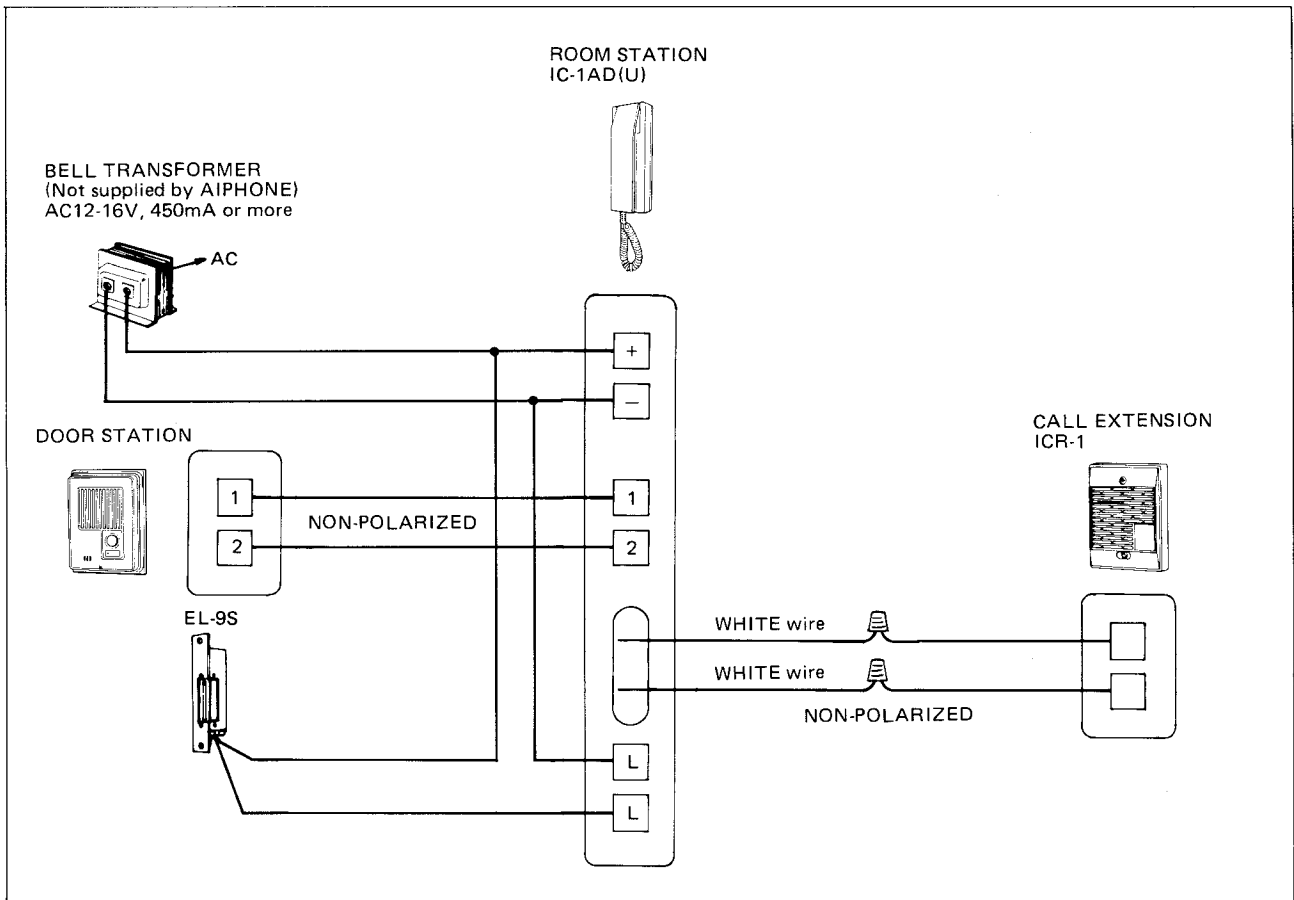 ROOM STATION
IC-1AD(U)
BELL TRANSFORMER
(Not supplied by AIPHONE)
AC12-16V, 450mA or more
AC
+
−
DOOR STATION
CALL EXTENSION
ICR-1
1
1
NON-POLARIZED
2
2
EL-9S
WHITE wire
WHITE wire
NON-POLARIZED
L
L